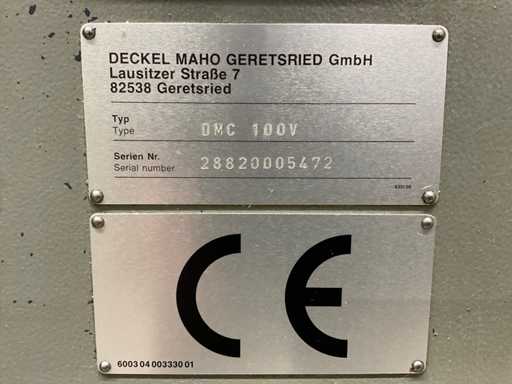 DECKEL MAHO GERETSRIED GmbH
Lausitzer Straße 7
82538 Geretsried
Typ
Type DMC 100V
Serien Nr.
Serial number 28820005472
CE
6003 04 00333 01